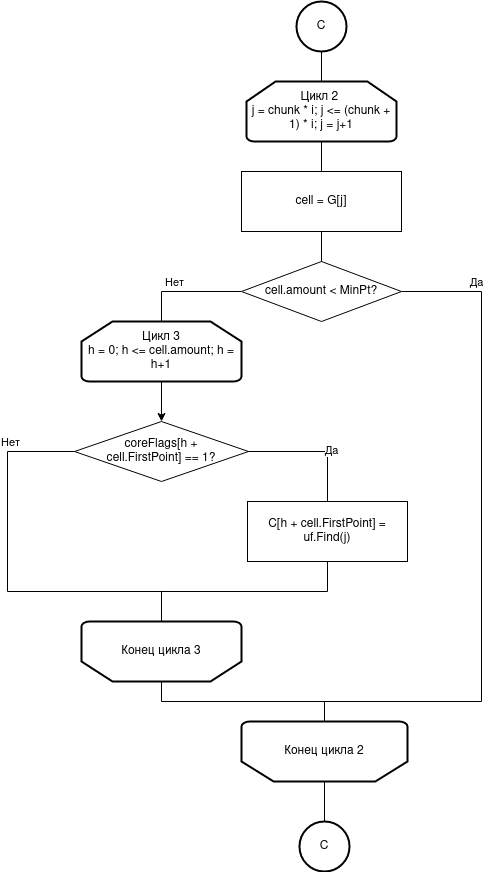 C
Цикл 2
j = chunk * i; j <= (chunk +
1) * i; j = j+1
cell = G[j]
cell.amount < MinPt?
Нет
Да
Цикл 3
h = 0; h <= cell.amount; h =
h+1
coreFlags[h +
cell.FirstPoint] == 1?
Нет
Да
C[h + cell.FirstPoint] =
uf.Find(j)
Конец цикла 3
Конец цикла 2
C